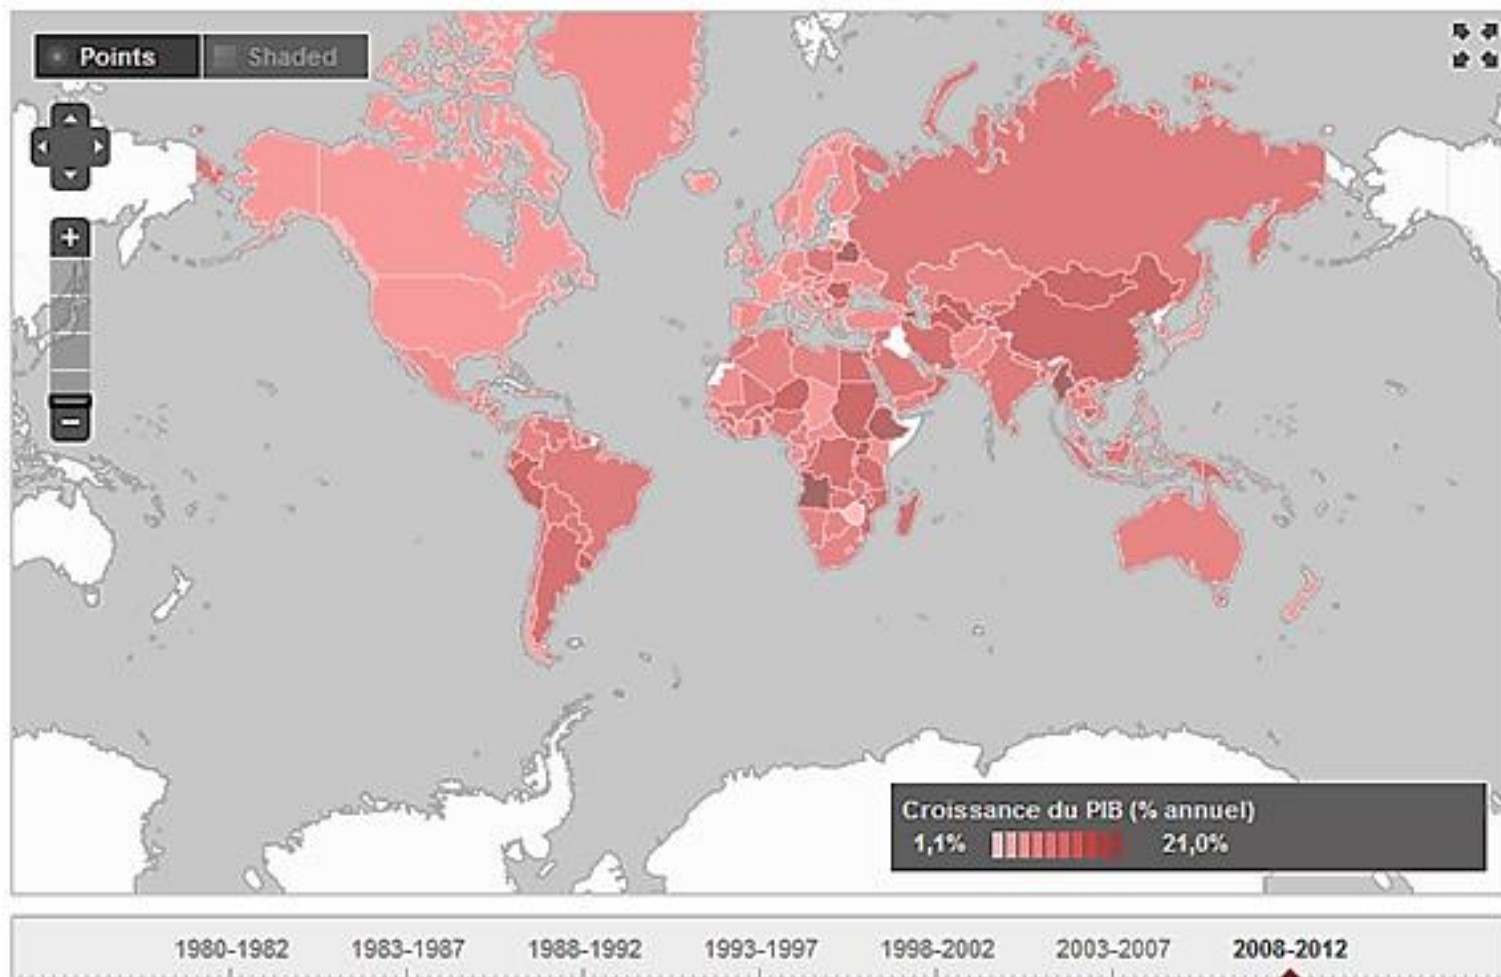 Points Shaded
+
−
Croissance du PIB (% annuel)
1,1% 21,0%
1980-1982 1983-1987 1988-1992 1993-1997 1998-2002 2003-2007 2008-2012